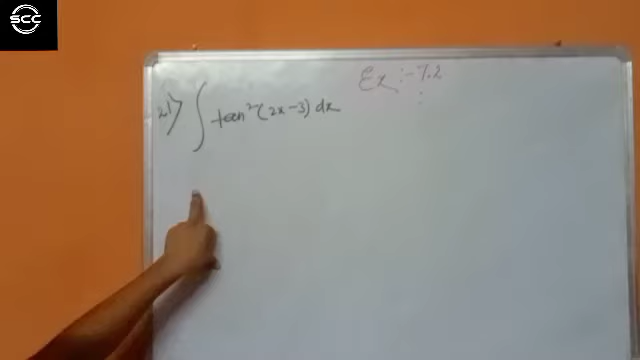 SCC
Ex :- 7.2
21> ∫ tan²(2x-3) dx